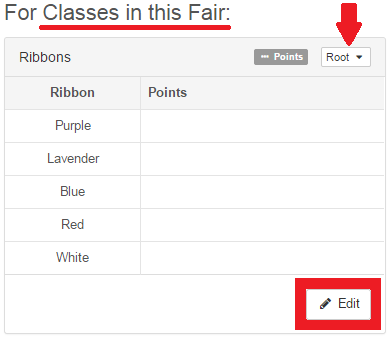 For Classes in this Fair:
Ribbons ••• Points Root
Ribbon Points
Purple
Lavender
Blue
Red
White
Edit